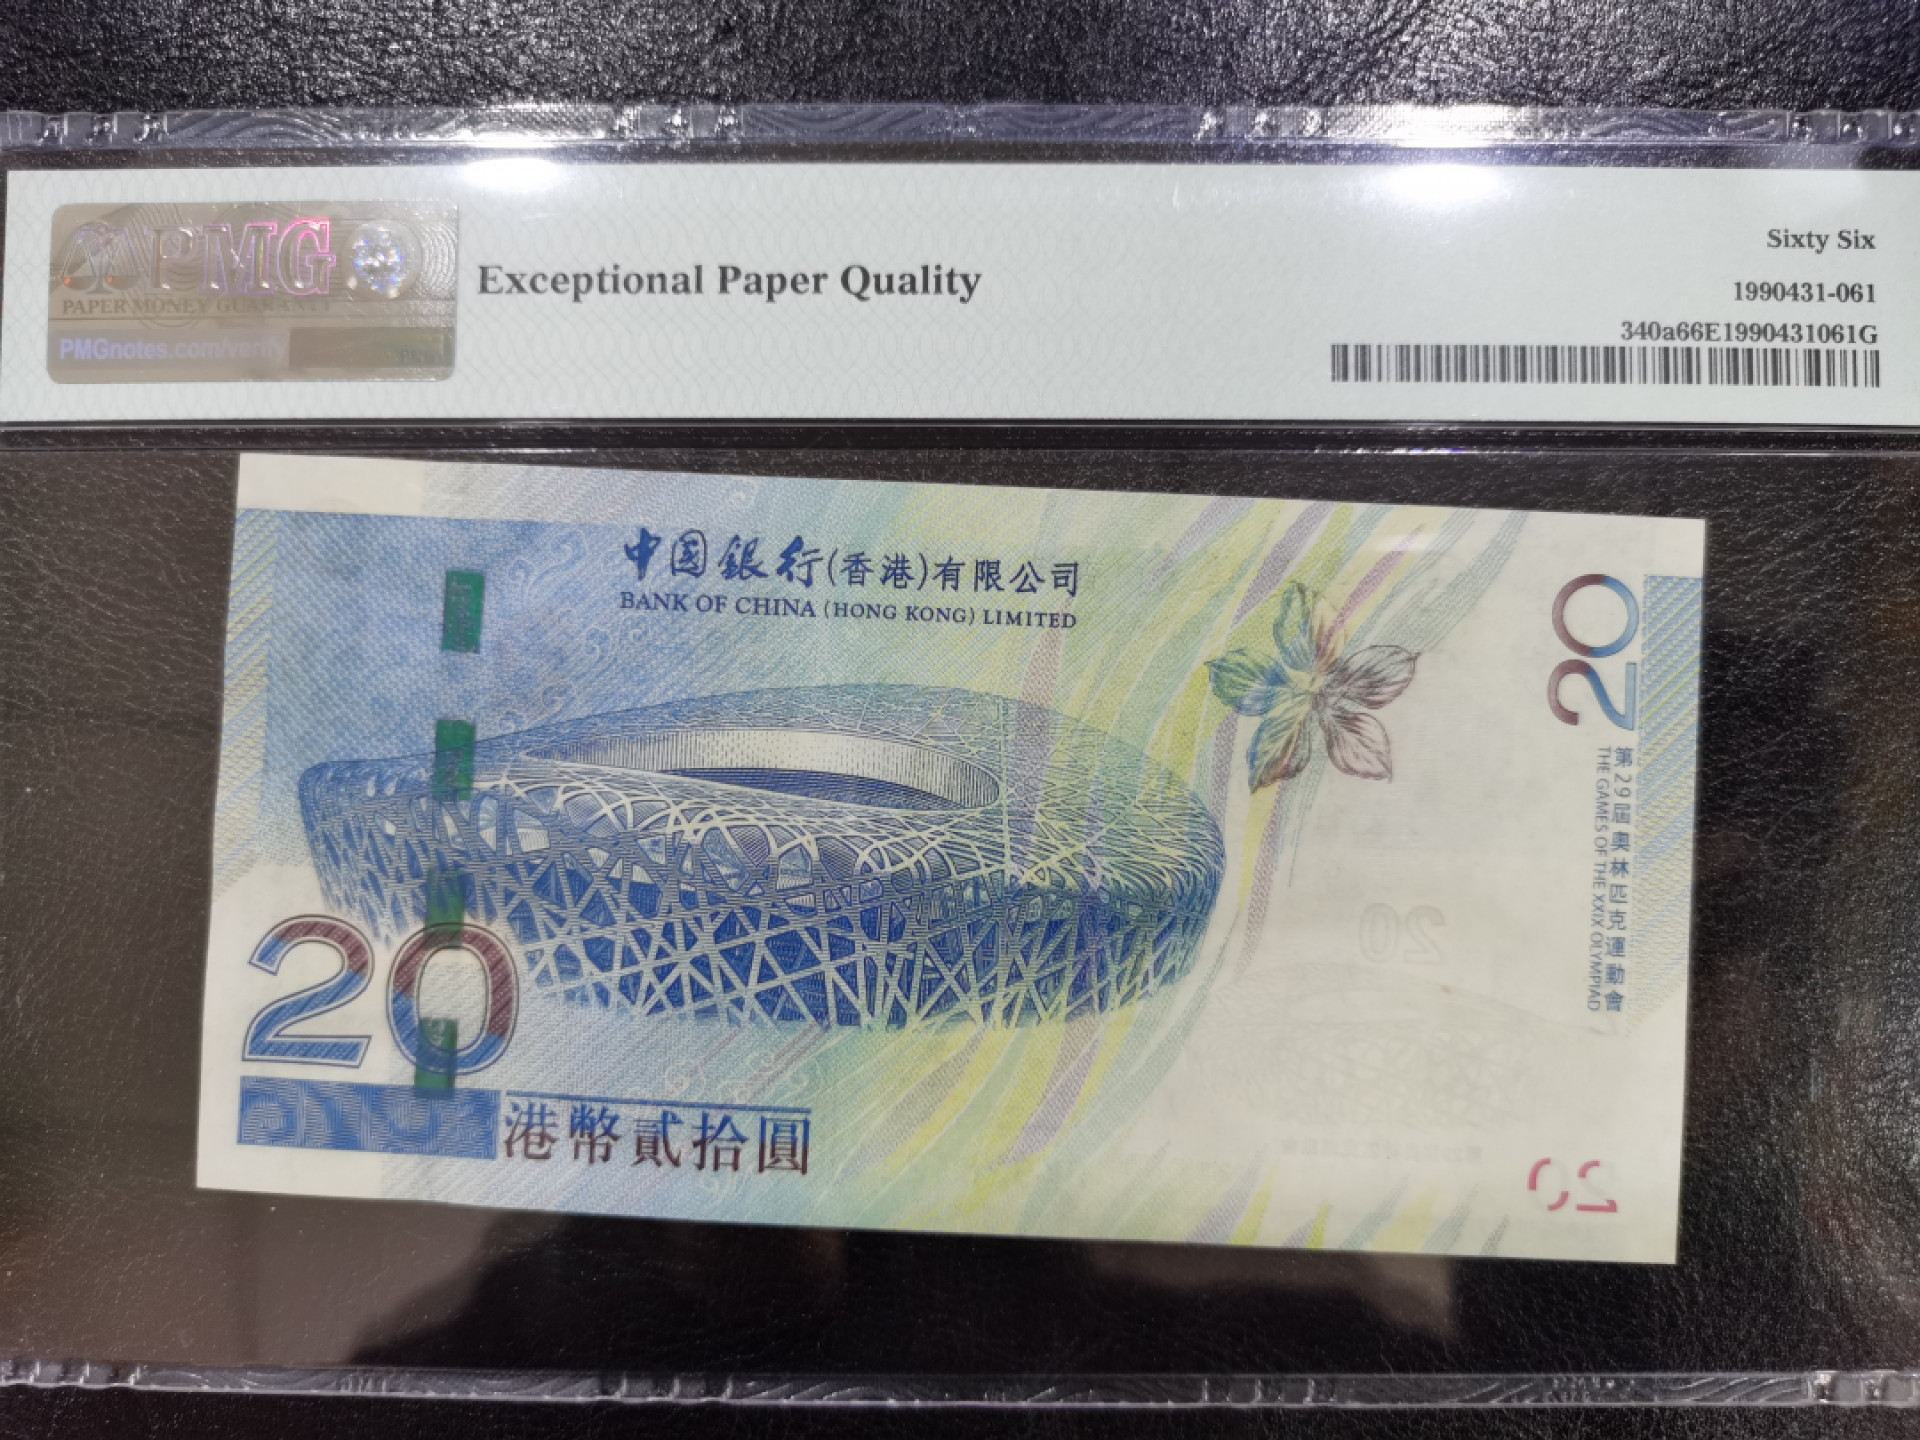 PMG
PAPER MONEY GUARANTY
PMGnotes.com/verify
Exceptional Paper Quality
Sixty Six
1990431-061
340a66E1990431061G
中國銀行(香港)有限公司
BANK OF CHINA (HONG KONG) LIMITED
20
第29屆奧林匹克運動會
THE GAMES OF THE XXIX OLYMPIAD
20
20
港幣貳拾圓
20